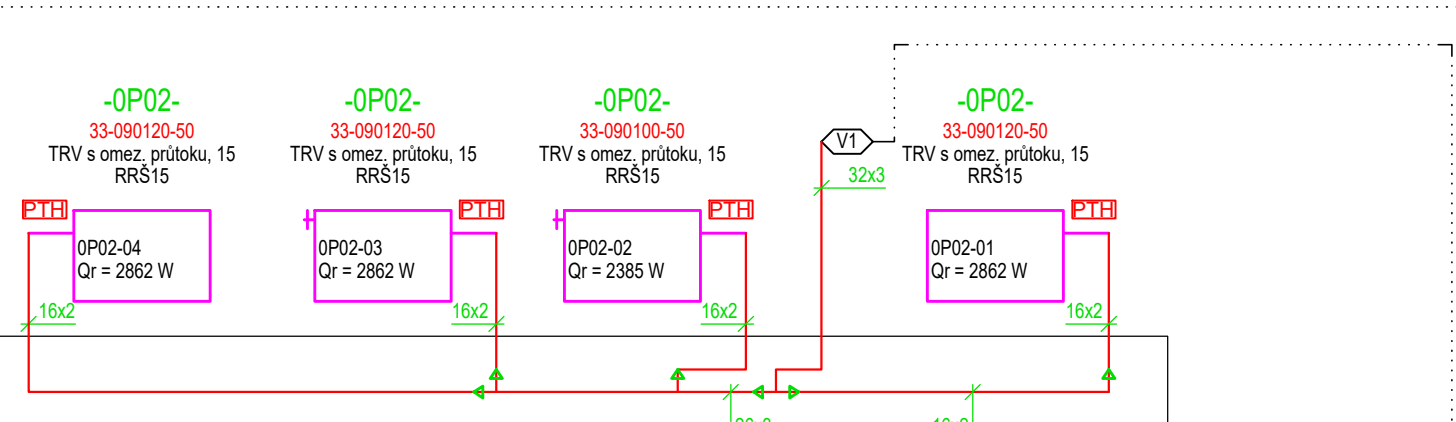 -0P02-
33-090120-50
TRV s omez. průtoku, 15
RRŠ15
PTH
0P02-04
Qr = 2862 W
16x2
-0P02-
33-090120-50
TRV s omez. průtoku, 15
RRŠ15
PTH
0P02-03
Qr = 2862 W
16x2
-0P02-
33-090100-50
TRV s omez. průtoku, 15
RRŠ15
PTH
0P02-02
Qr = 2385 W
16x2
V1
32x3
-0P02-
33-090120-50
TRV s omez. průtoku, 15
RRŠ15
PTH
0P02-01
Qr = 2862 W
16x2